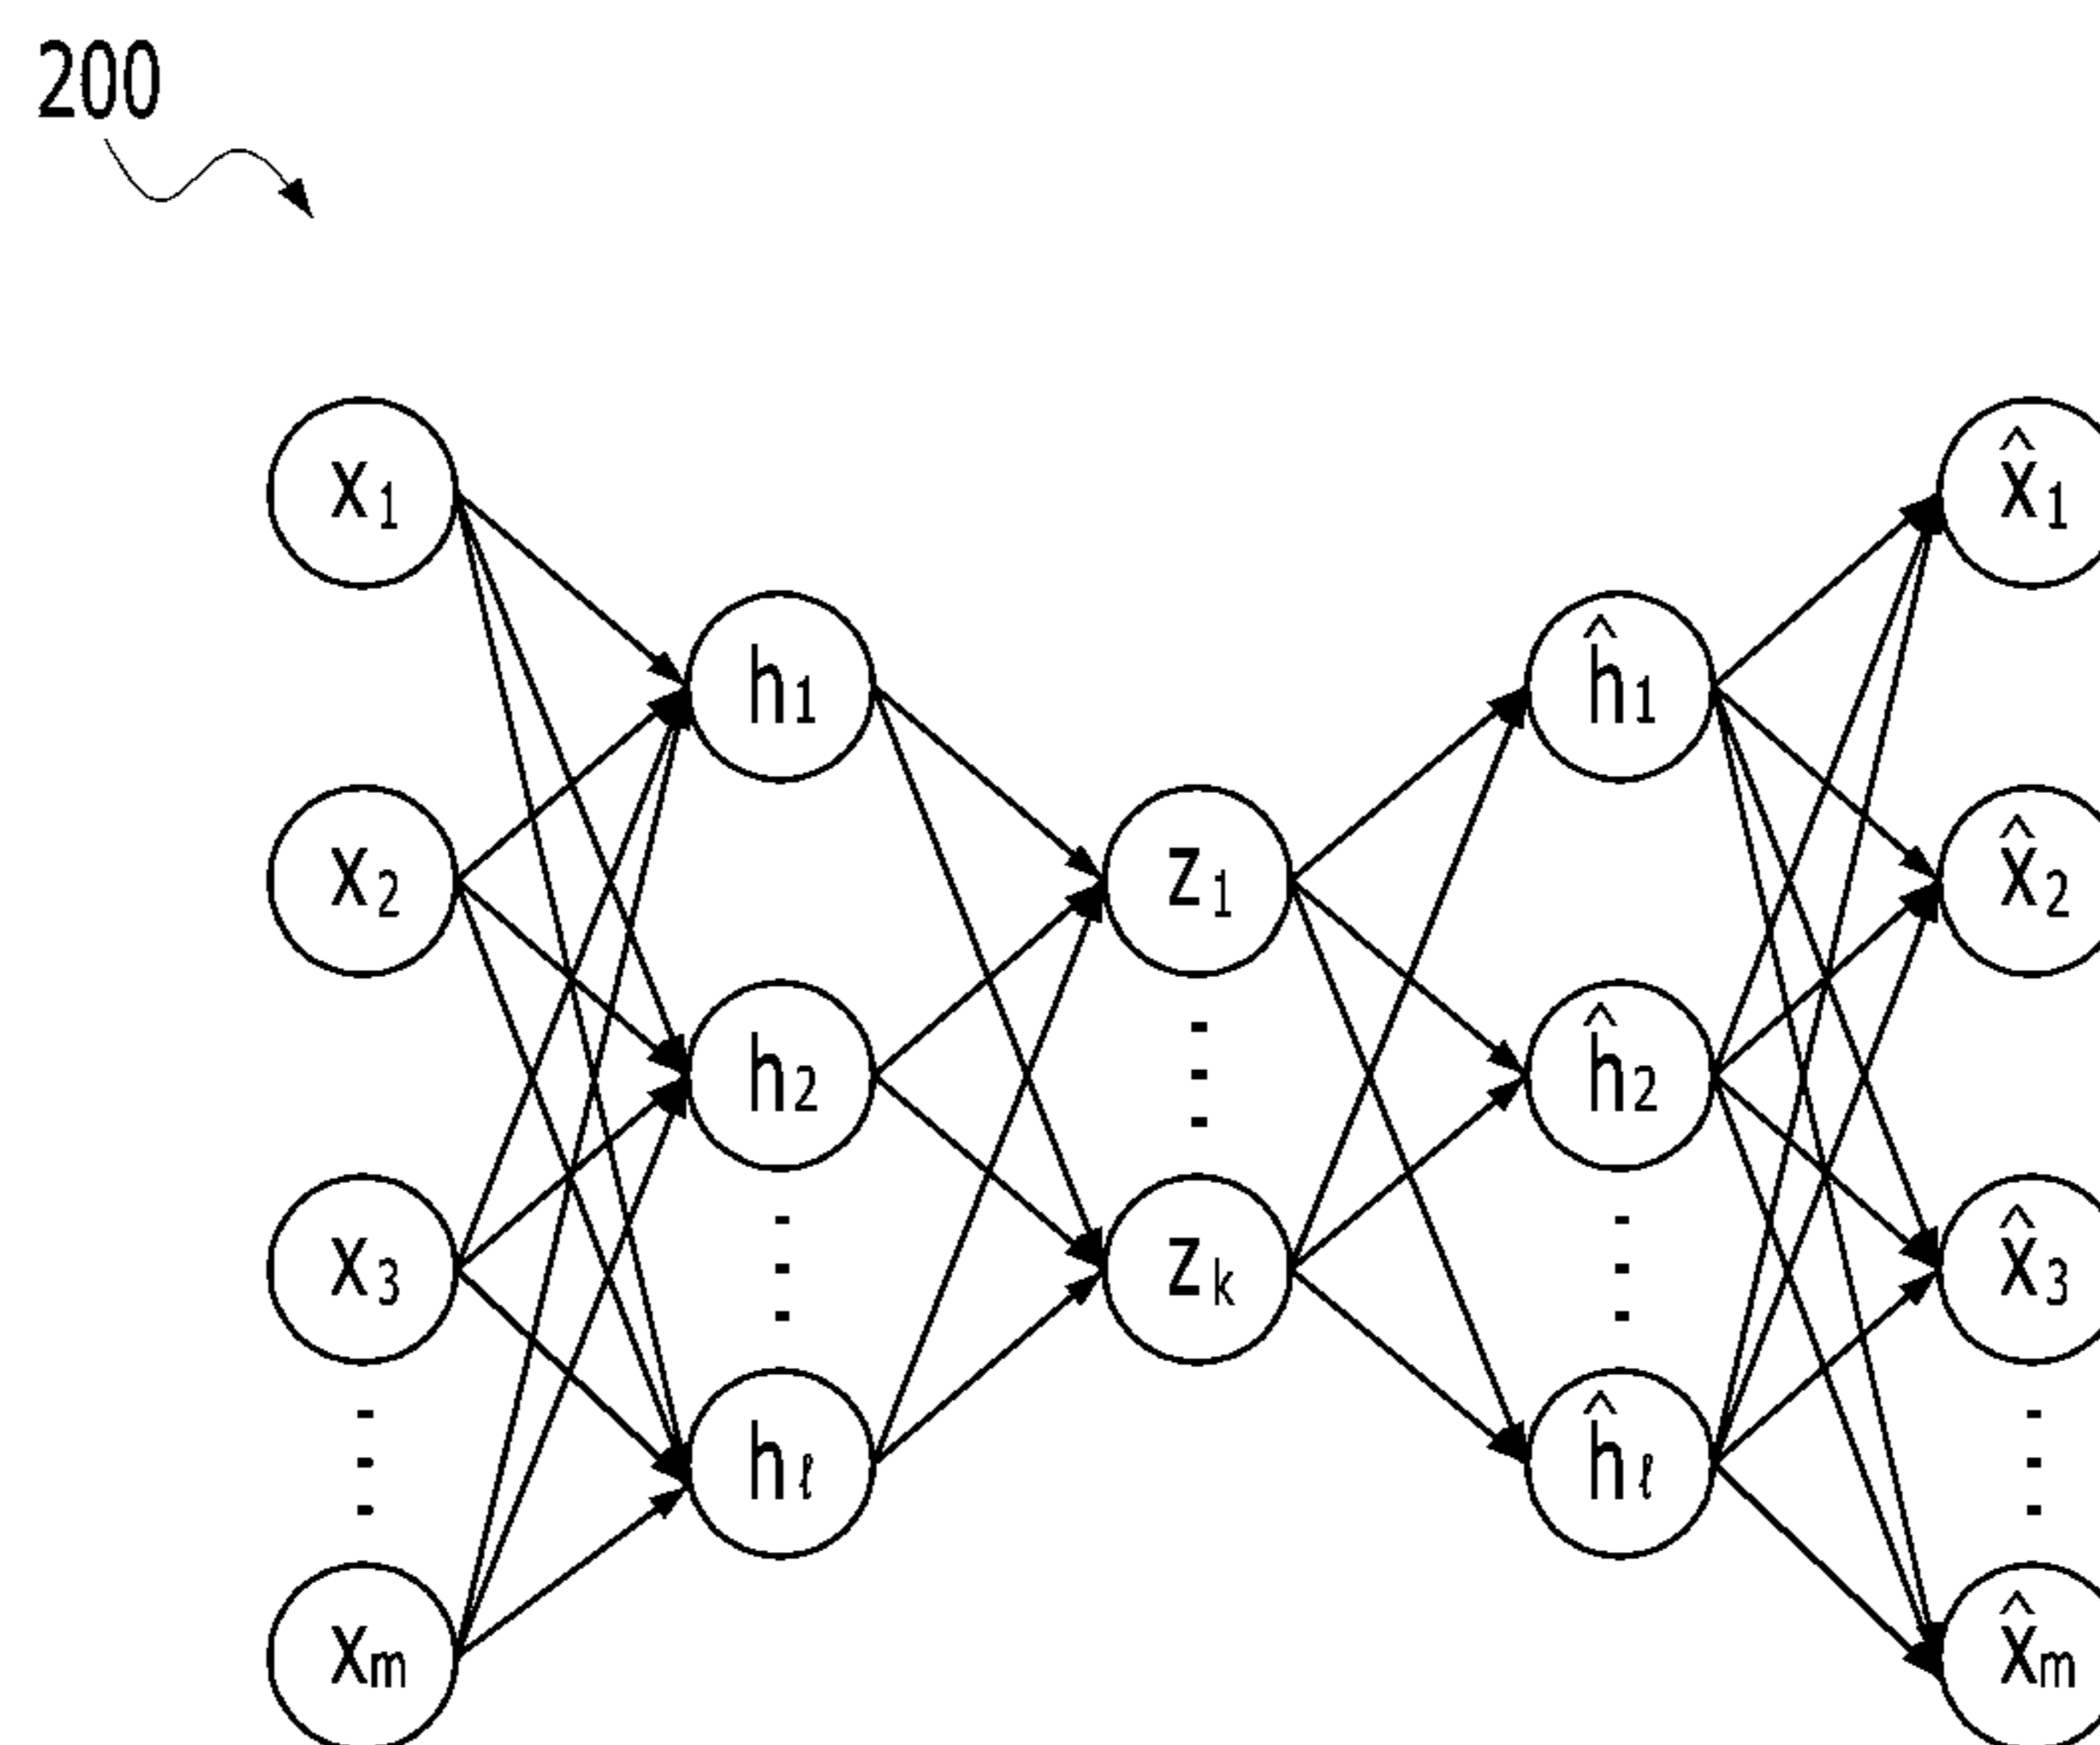 200
x1 x̂1
h1 ĥ1
x2 z1 x̂2
h2 ĥ2
x3 zk x̂3
hℓ ĥℓ
xm x̂m